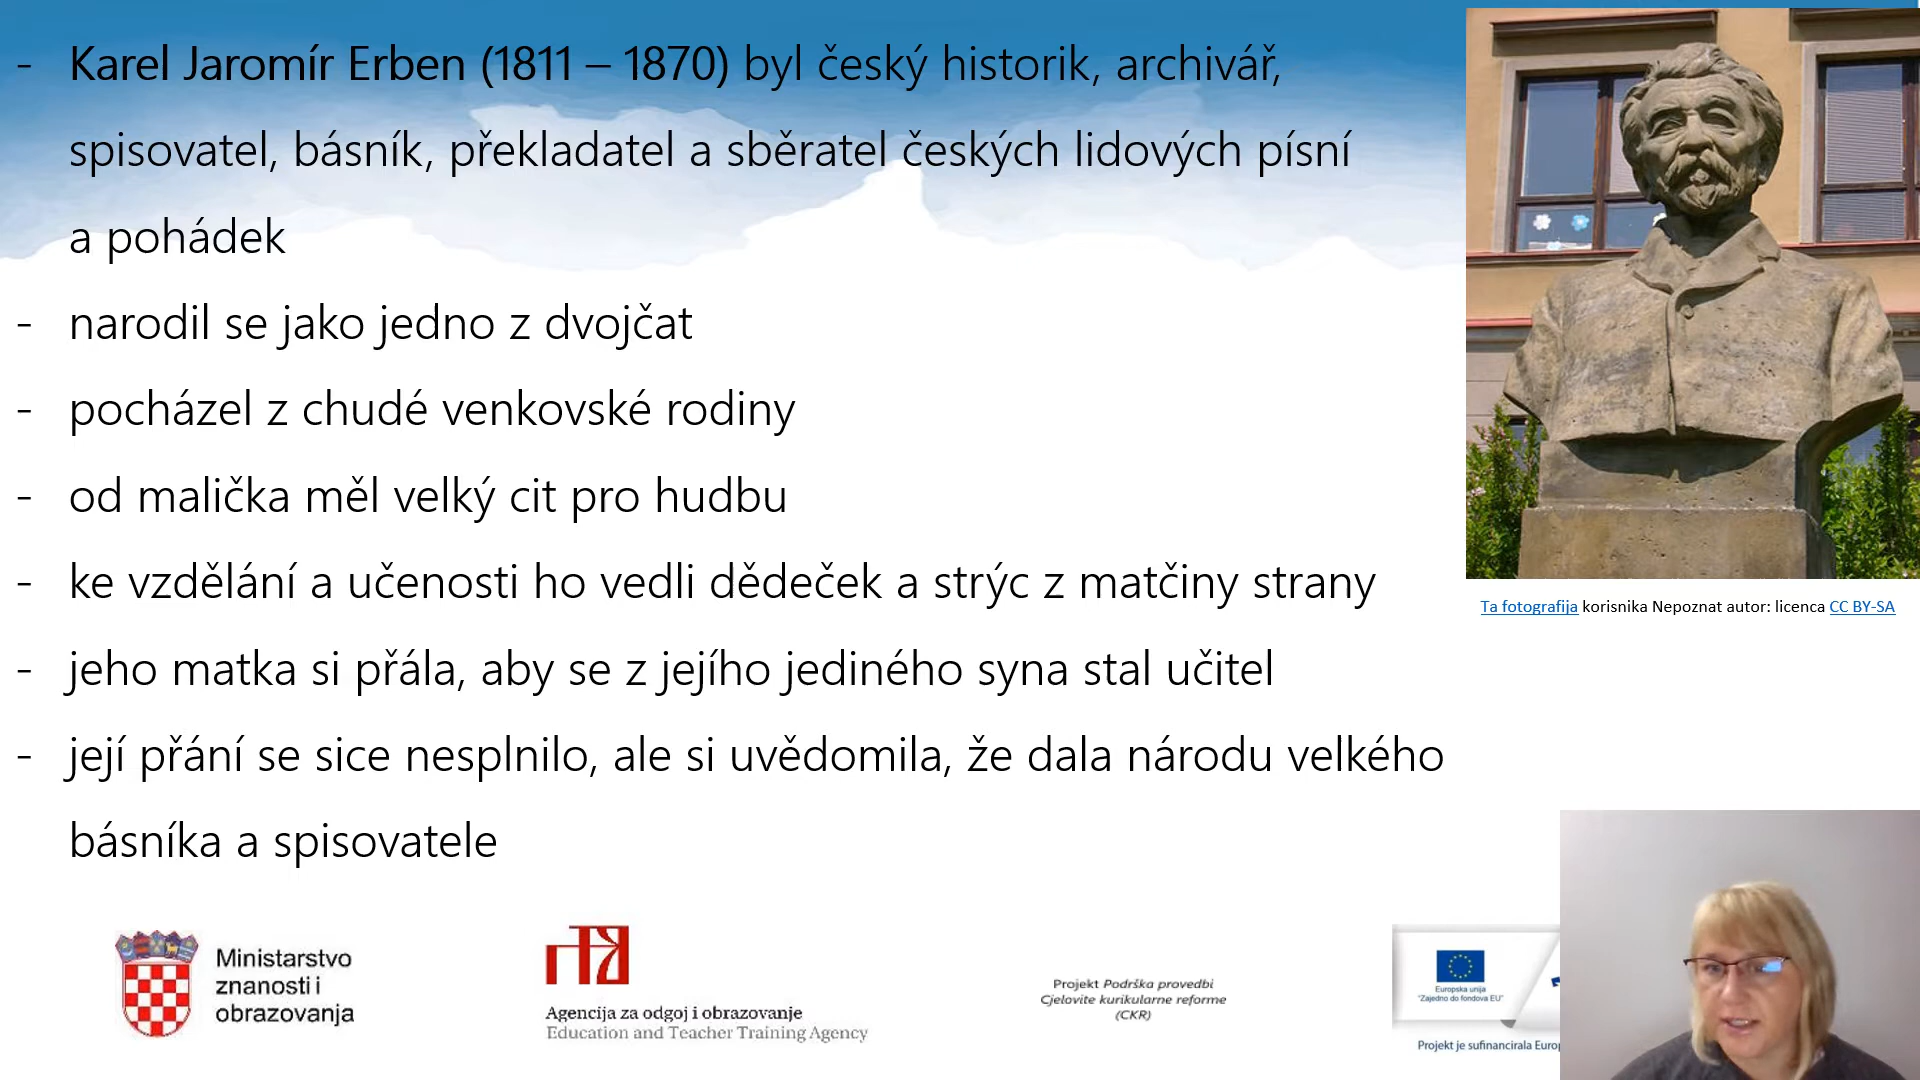 - Karel Jaromír Erben (1811 – 1870) byl český historik, archivář,
spisovatel, básník, překladatel a sběratel českých lidových písní
a pohádek
- narodil se jako jedno z dvojčat
- pocházel z chudé venkovské rodiny
- od malička měl velký cit pro hudbu
- ke vzdělání a učenosti ho vedli dědeček a strýc z matčiny strany
- jeho matka si přála, aby se z jejího jediného syna stal učitel
- její přání se sice nesplnilo, ale si uvědomila, že dala národu velkého
básníka a spisovatele
Ta fotografija korisnika Nepoznat autor: licenca CC BY-SA
Ministarstvo
znanosti i
obrazovanja
Agencija za odgoj i obrazovanje
Education and Teacher Training Agency
Projekt Podrška provedbi
Cjelovite kurikularne reforme
(CKR)
Europska unija
"Zajedno do fondova EU"
Projekt je sufinancirala Europ